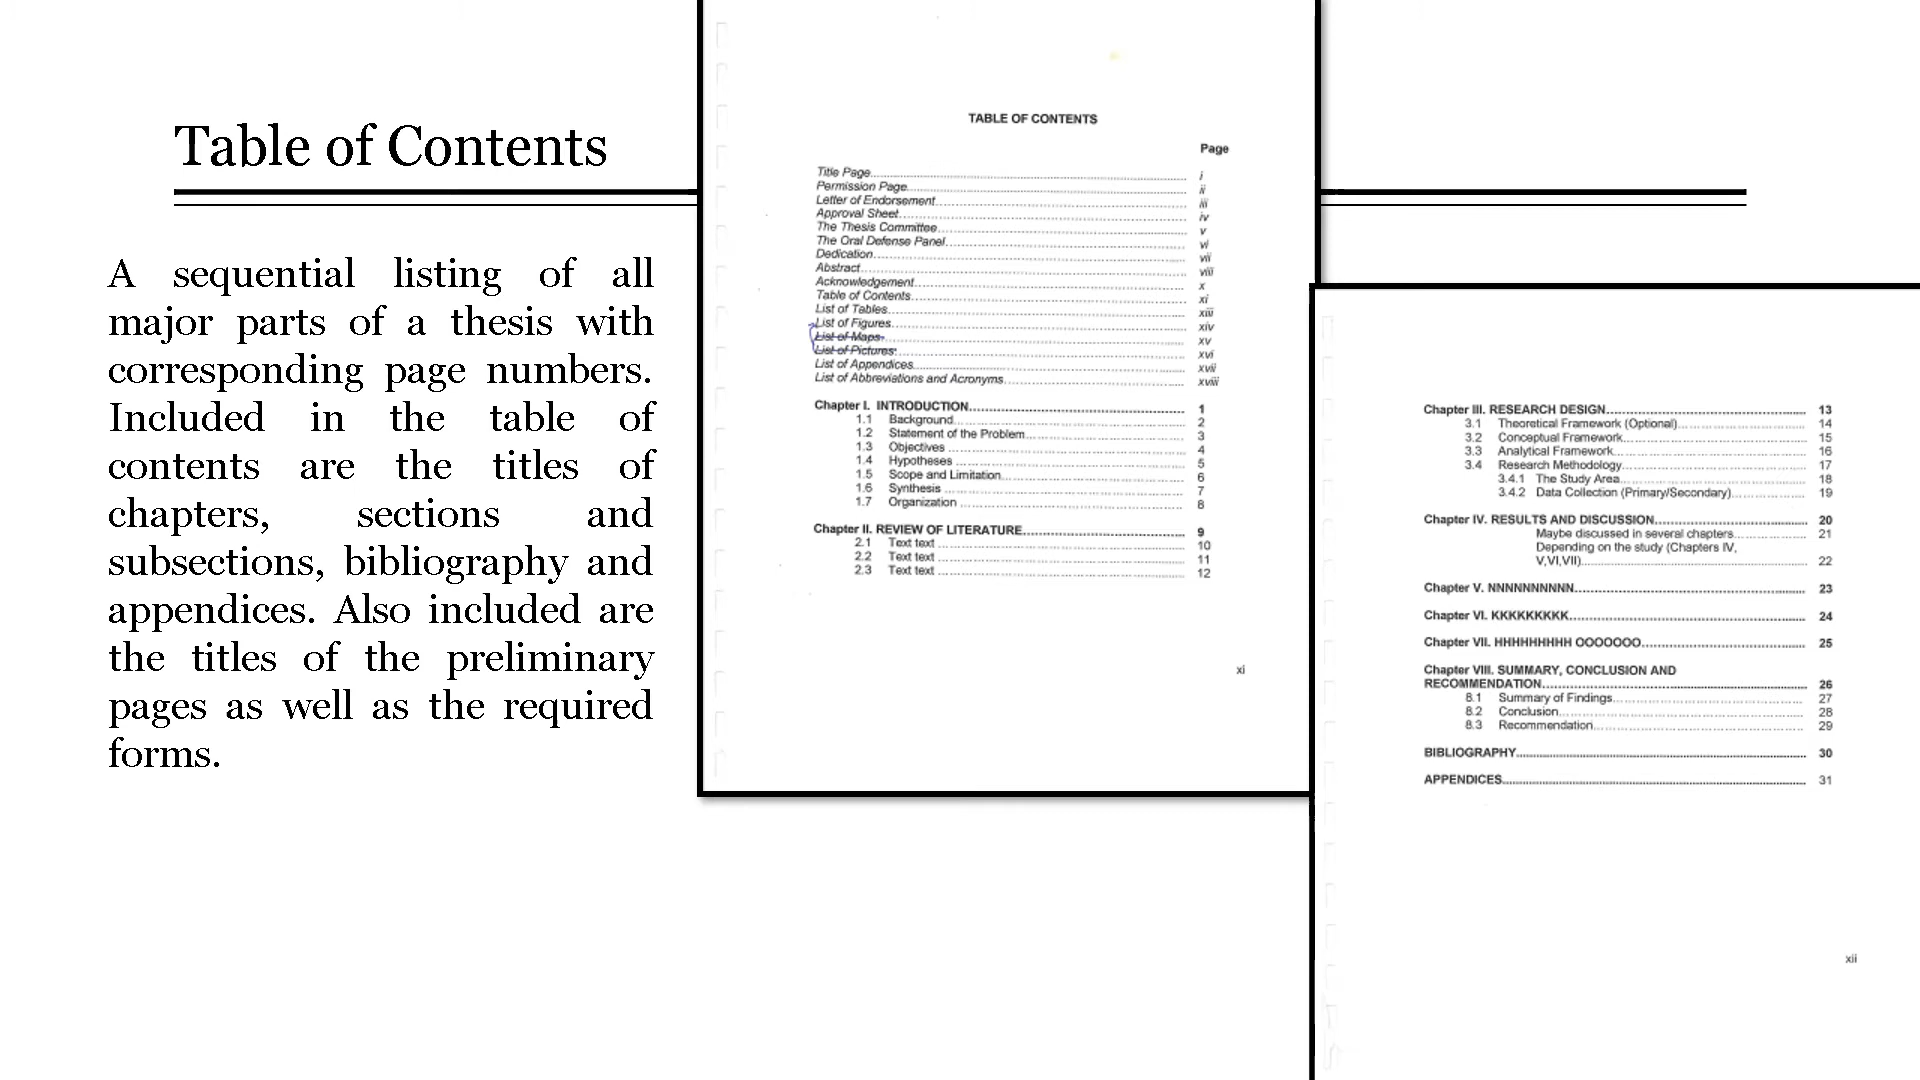 Table of Contents
A sequential listing of all
major parts of a thesis with
corresponding page numbers.
Included in the table of
contents are the titles of
chapters, sections and
subsections, bibliography and
appendices. Also included are
the titles of the preliminary
pages as well as the required
forms.
TABLE OF CONTENTS
Page
Title Page i
Permission Page ii
Letter of Endorsement iii
Approval Sheet iv
The Thesis Committee v
The Oral Defense Panel vi
Dedication vii
Abstract viii
Acknowledgement x
Table of Contents xi
List of Tables xiii
List of Figures xiv
List of Maps xv
List of Pictures xvi
List of Appendices xvii
List of Abbreviations and Acronyms xviii
Chapter I. INTRODUCTION 1
1.1 Background 2
1.2 Statement of the Problem 3
1.3 Objectives 4
1.4 Hypotheses 5
1.5 Scope and Limitation 6
1.6 Synthesis 7
1.7 Organization 8
Chapter II. REVIEW OF LITERATURE 9
2.1 Text text 10
2.2 Text text 11
2.3 Text text 12
xi
Chapter III. RESEARCH DESIGN 13
3.1 Theoretical Framework (Optional) 14
3.2 Conceptual Framework 15
3.3 Analytical Framework 16
3.4 Research Methodology 17
3.4.1 The Study Area 18
3.4.2 Data Collection (Primary/Secondary) 19
Chapter IV. RESULTS AND DISCUSSION 20
Maybe discussed in several chapters 21
Depending on the study (Chapters IV,
V,VI,VII) 22
Chapter V. NNNNNNNNNN 23
Chapter VI. KKKKKKKKK 24
Chapter VII. HHHHHHHHH OOOOOOO 25
Chapter VIII. SUMMARY, CONCLUSION AND
RECOMMENDATION 26
8.1 Summary of Findings 27
8.2 Conclusion 28
8.3 Recommendation 29
BIBLIOGRAPHY 30
APPENDICES 31
xii